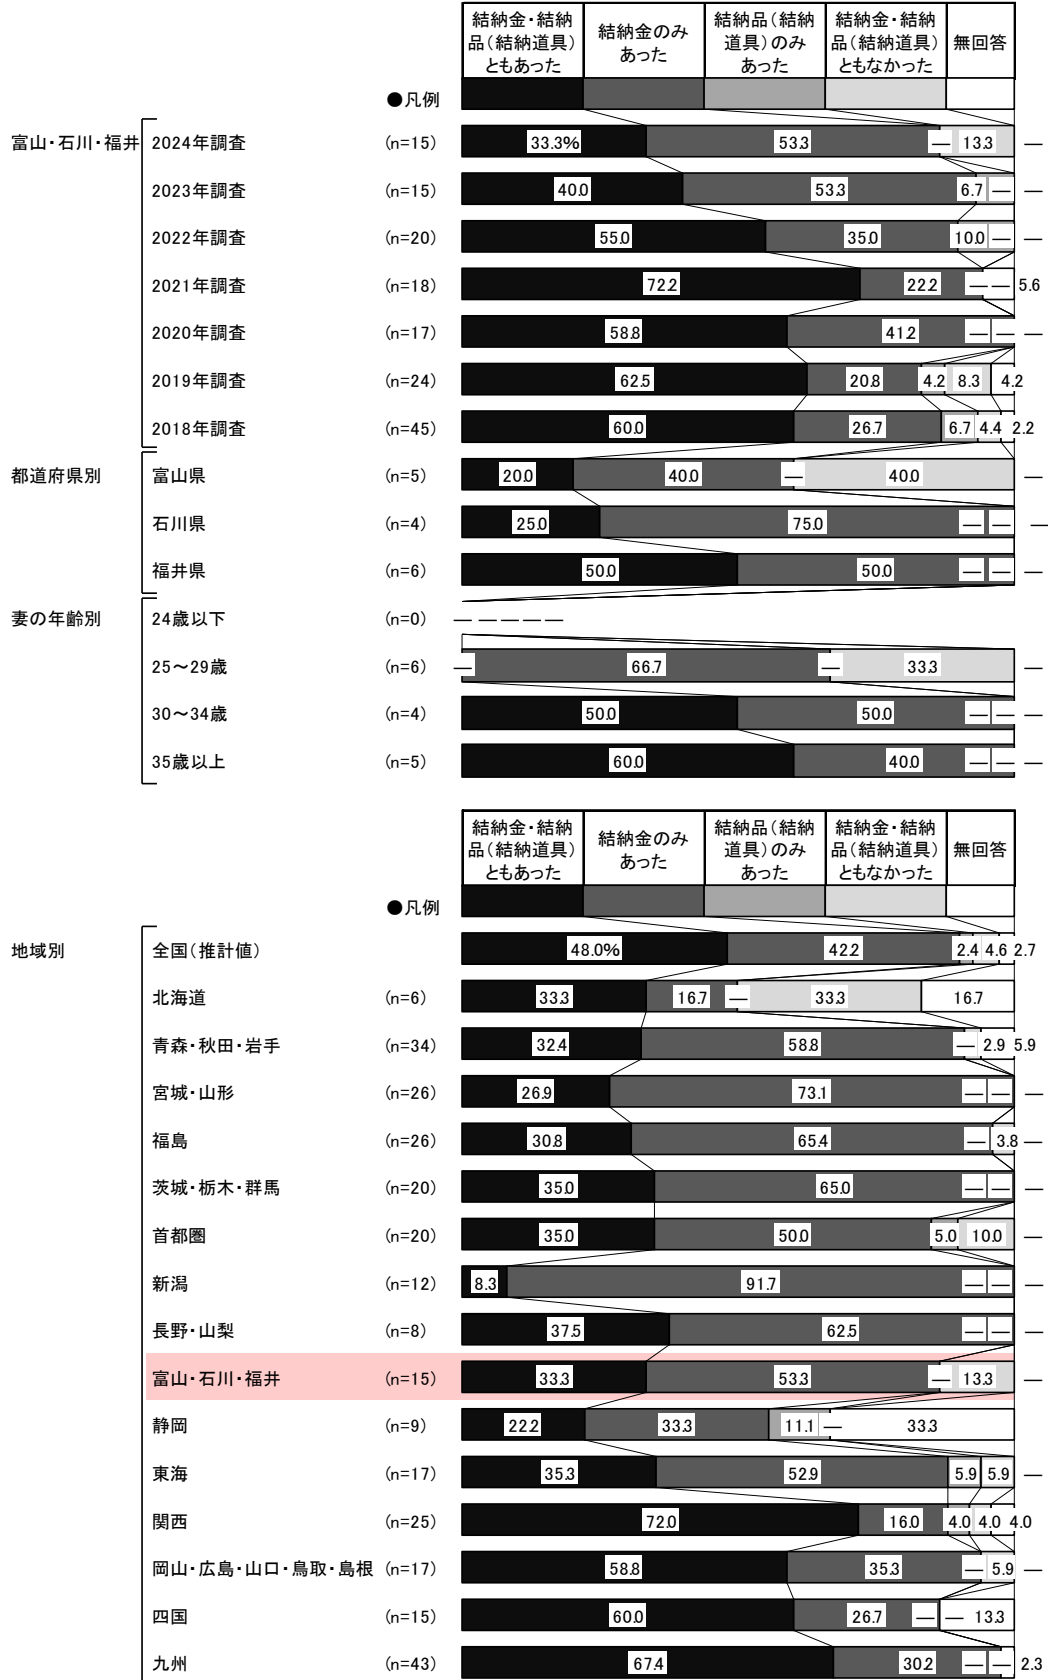 結納金・結納品（結納道具）ともあった 結納金のみあった 結納品（結納道具）のみあった 結納金・結納品（結納道具）ともなかった 無回答
●凡例
富山・石川・福井 2024年調査 (n=15) 33.3% 53.3 — 13.3 —
2023年調査 (n=15) 40.0 53.3 6.7 — —
2022年調査 (n=20) 55.0 35.0 10.0 — —
2021年調査 (n=18) 72.2 22.2 — — 5.6
2020年調査 (n=17) 58.8 41.2 — — —
2019年調査 (n=24) 62.5 20.8 4.2 8.3 4.2
2018年調査 (n=45) 60.0 26.7 6.7 4.4 2.2
都道府県別 富山県 (n=5) 20.0 40.0 — 40.0 —
石川県 (n=4) 25.0 75.0 — — —
福井県 (n=6) 50.0 50.0 — — —
妻の年齢別 24歳以下 (n=0) — — — — —
25～29歳 (n=6) — 66.7 — 33.3 —
30～34歳 (n=4) 50.0 50.0 — — —
35歳以上 (n=5) 60.0 40.0 — — —
結納金・結納品（結納道具）ともあった 結納金のみあった 結納品（結納道具）のみあった 結納金・結納品（結納道具）ともなかった 無回答
●凡例
地域別 全国（推計値） 48.0% 42.2 2.4 4.6 2.7
北海道 (n=6) 33.3 16.7 — 33.3 16.7
青森・秋田・岩手 (n=34) 32.4 58.8 — 2.9 5.9
宮城・山形 (n=26) 26.9 73.1 — — —
福島 (n=26) 30.8 65.4 — 3.8 —
茨城・栃木・群馬 (n=20) 35.0 65.0 — — —
首都圏 (n=20) 35.0 50.0 5.0 10.0 —
新潟 (n=12) 8.3 91.7 — — —
長野・山梨 (n=8) 37.5 62.5 — — —
富山・石川・福井 (n=15) 33.3 53.3 — 13.3 —
静岡 (n=9) 22.2 33.3 11.1 — 33.3
東海 (n=17) 35.3 52.9 5.9 5.9 —
関西 (n=25) 72.0 16.0 4.0 4.0 4.0
岡山・広島・山口・鳥取・島根 (n=17) 58.8 35.3 — 5.9 —
四国 (n=15) 60.0 26.7 — — 13.3
九州 (n=43) 67.4 30.2 — — 2.3